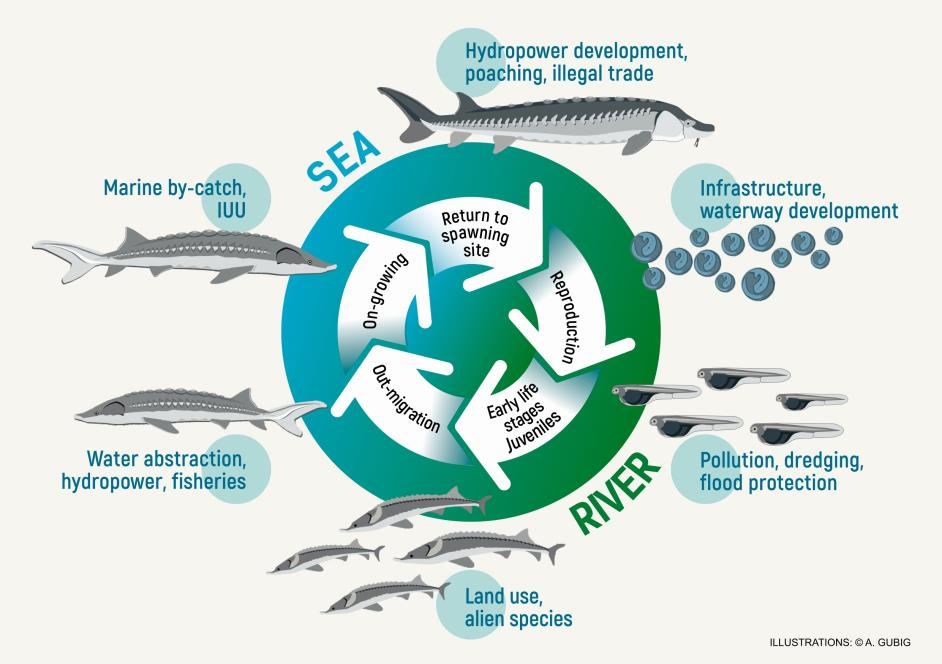 Hydropower development,
poaching, illegal trade
SEA
Marine by-catch,
IUU
Infrastructure,
waterway development
Return to
spawning
site
On-growing
Reproduction
Out-migration
Early life
stages
Juveniles
Water abstraction,
hydropower, fisheries
Pollution, dredging,
flood protection
RIVER
Land use,
alien species
ILLUSTRATIONS: © A. GUBIG